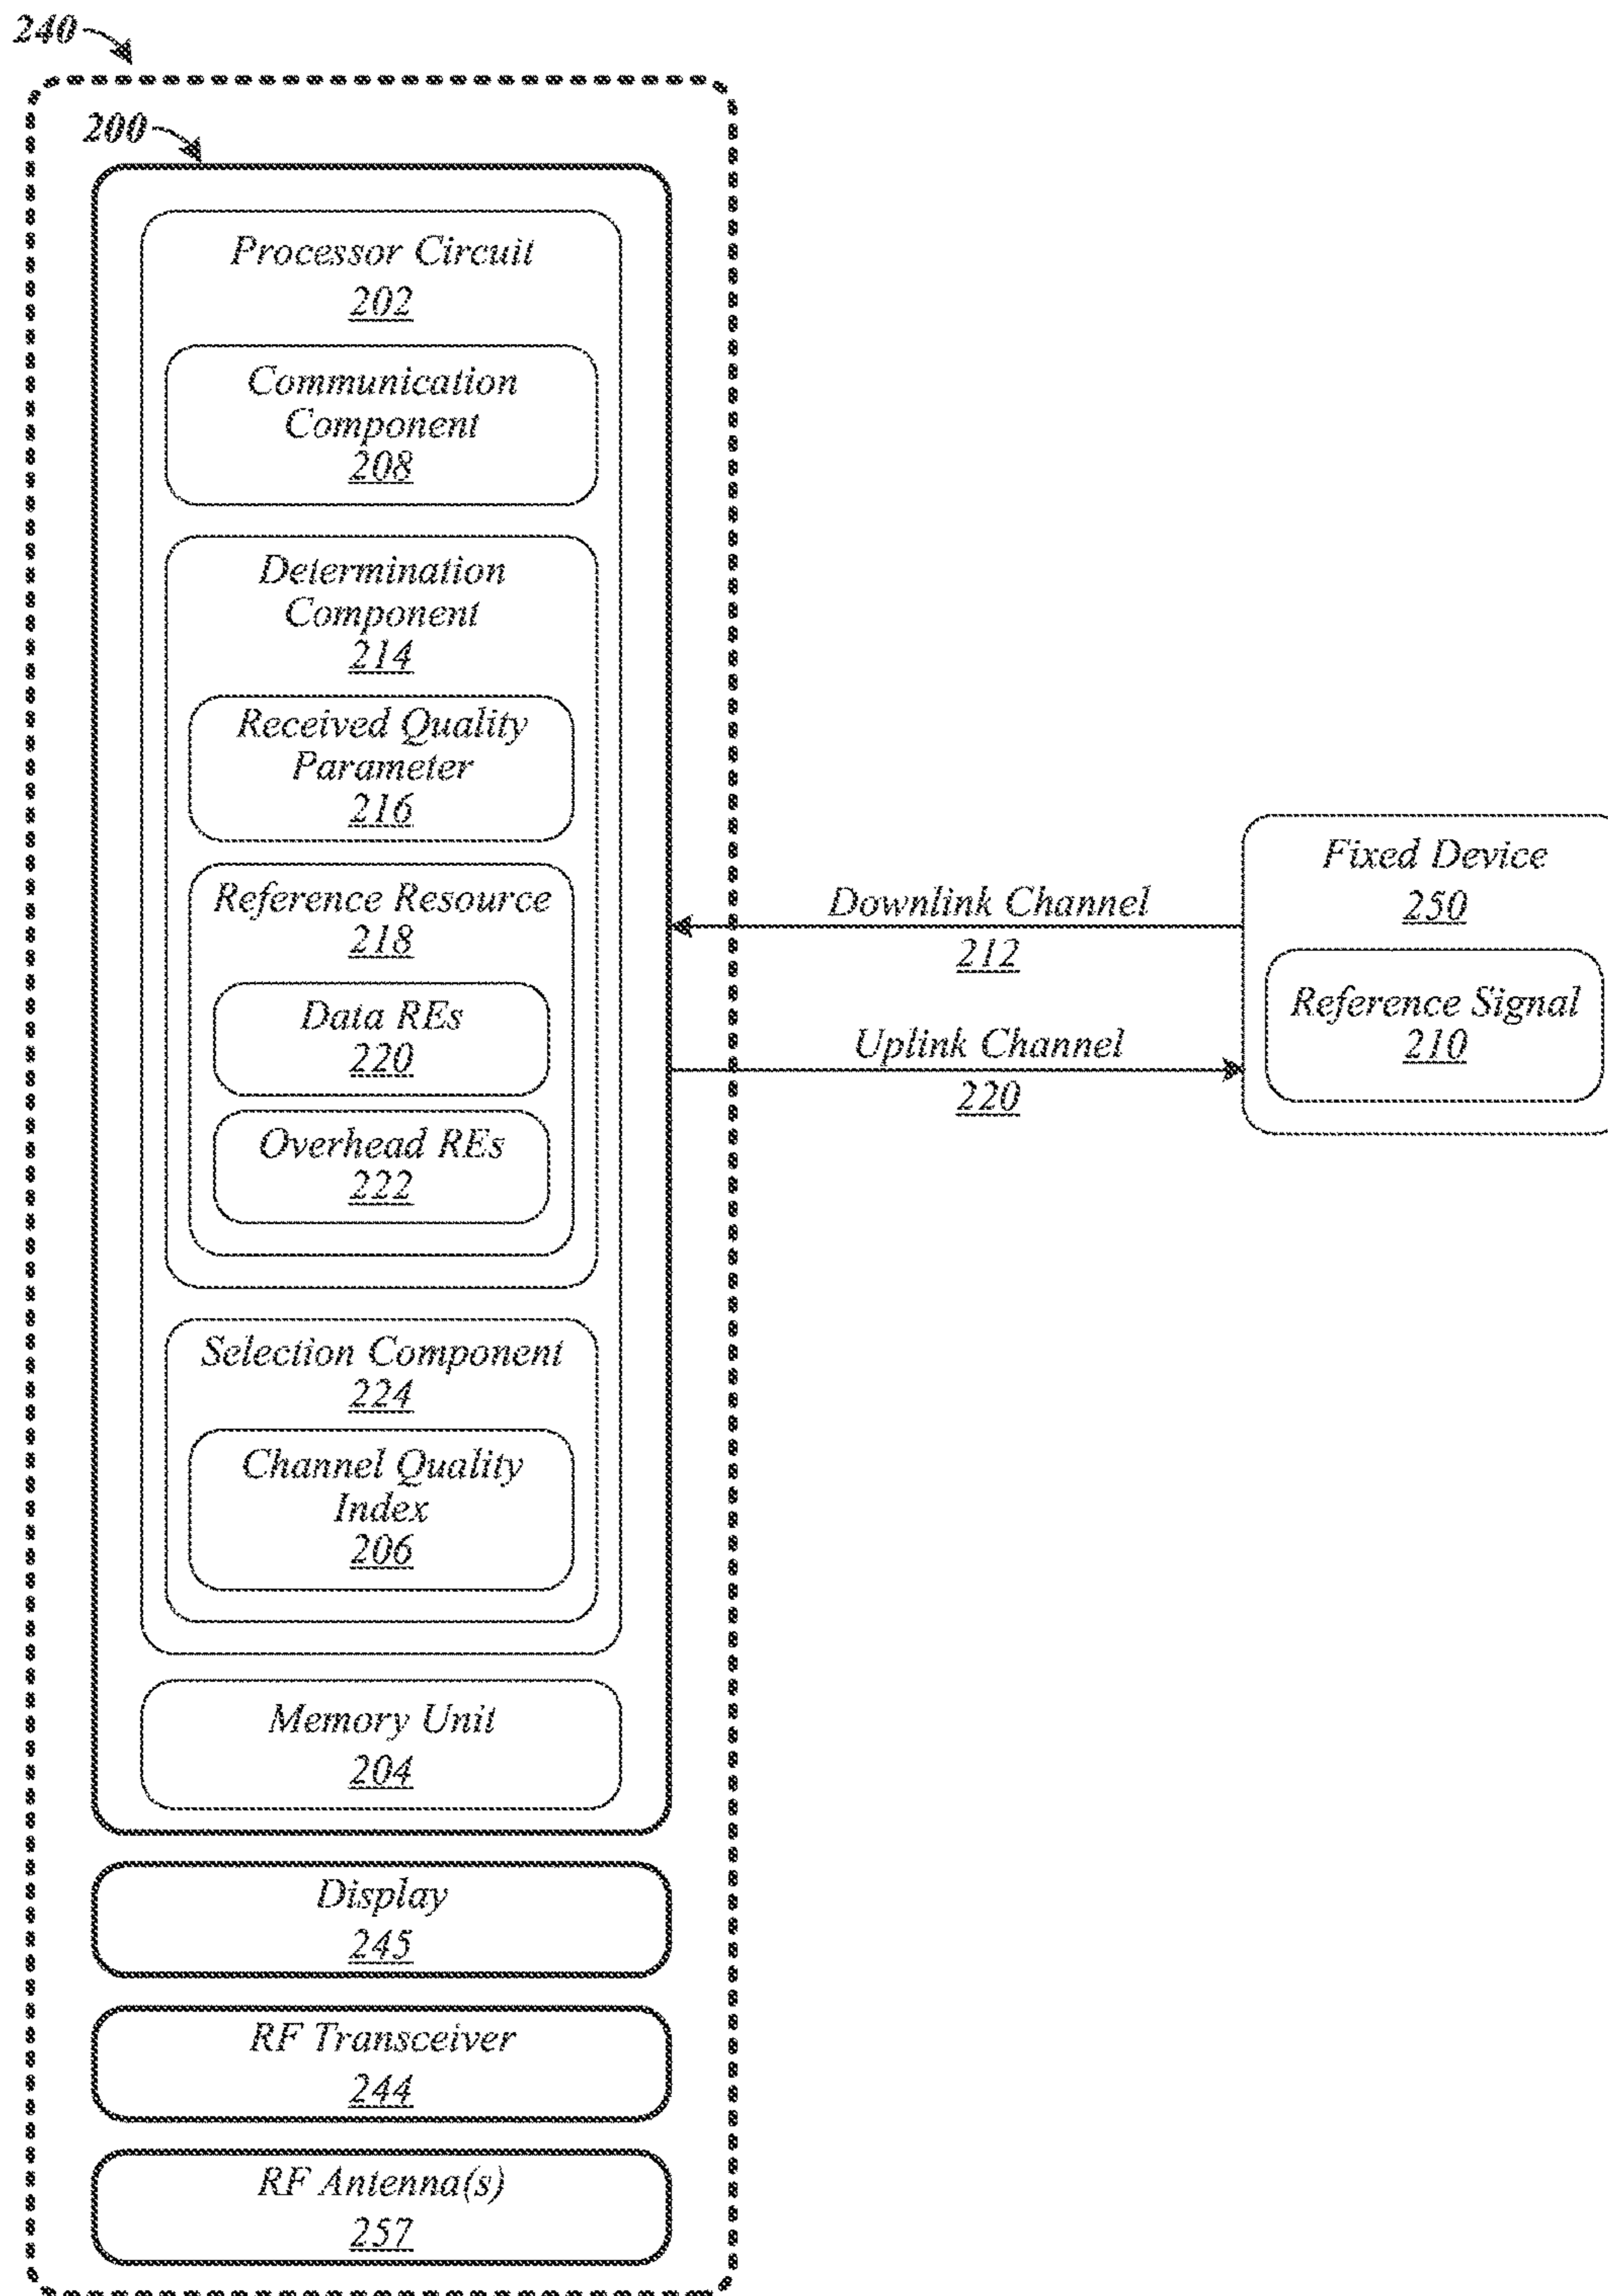 240
200
Processor Circuit
202
Communication
Component
208
Determination
Component
214
Received Quality
Parameter
216
Reference Resource
218
Data REs
220
Overhead REs
222
Selection Component
224
Channel Quality
Index
206
Memory Unit
204
Display
245
RF Transceiver
244
RF Antenna(s)
257
Downlink Channel
212
Uplink Channel
220
Fixed Device
250
Reference Signal
210